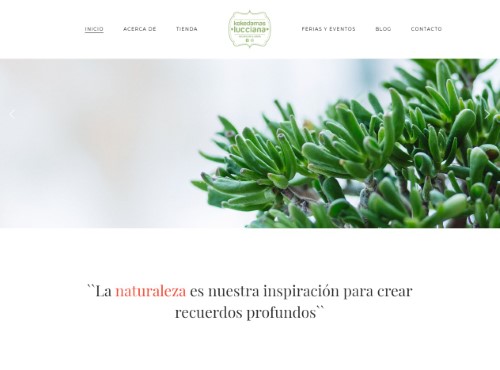 INICIO ACERCA DE TIENDA
kokedamas
lucciana
FERIAS Y EVENTOS BLOG CONTACTO
``La naturaleza es nuestra inspiración para crear
recuerdos profundos``